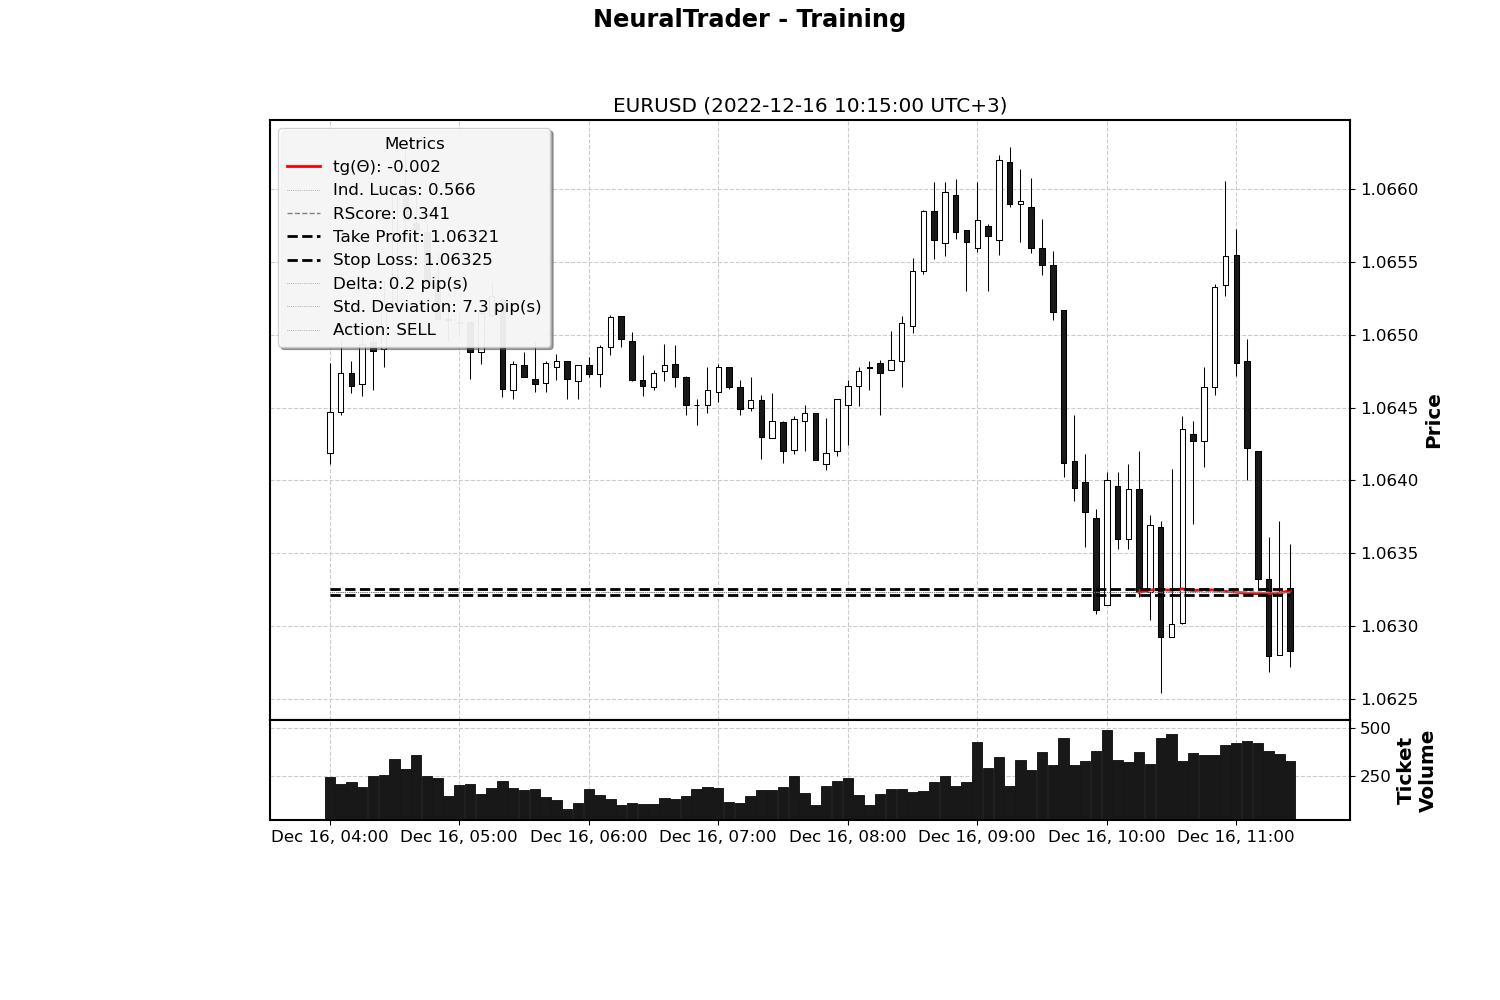 NeuralTrader - Training
EURUSD (2022-12-16 10:15:00 UTC+3)
Metrics
tg(Θ): -0.002
Ind. Lucas: 0.566
RScore: 0.341
Take Profit: 1.06321
Stop Loss: 1.06325
Delta: 0.2 pip(s)
Std. Deviation: 7.3 pip(s)
Action: SELL
1.0660
1.0655
1.0650
1.0645
1.0640
1.0635
1.0630
1.0625
Price
500
250
Ticket
Volume
Dec 16, 04:00 Dec 16, 05:00 Dec 16, 06:00 Dec 16, 07:00 Dec 16, 08:00 Dec 16, 09:00 Dec 16, 10:00 Dec 16, 11:00